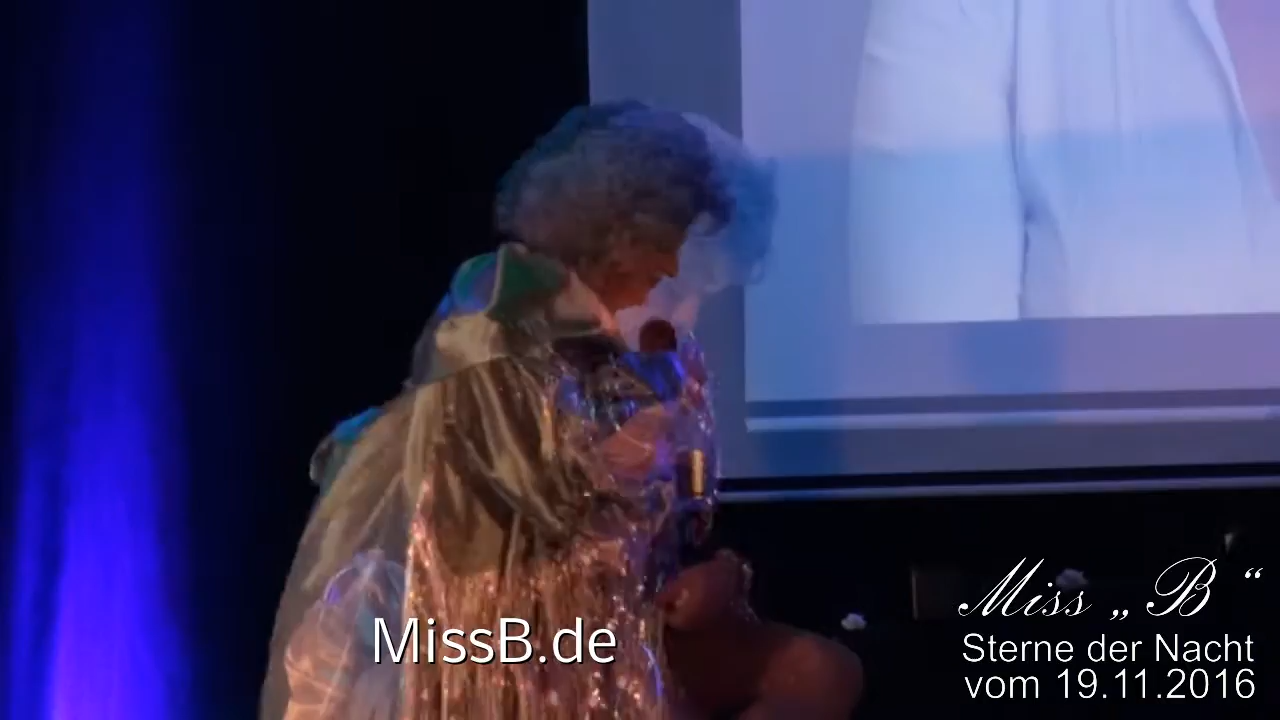 MissB.de
Miss „B“
Sterne der Nacht
vom 19.11.2016